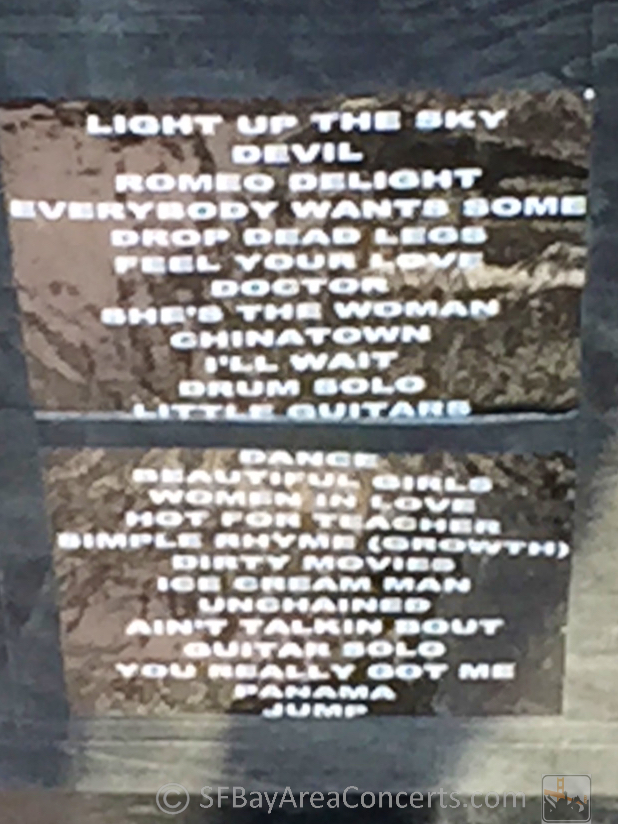 LIGHT UP THE SKY
DEVIL
ROMEO DELIGHT
EVERYBODY WANTS SOME
DROP DEAD LEGS
FEEL YOUR LOVE
DOCTOR
SHE'S THE WOMAN
CHINATOWN
I'LL WAIT
DRUM SOLO
LITTLE GUITARS
DANCE
BEAUTIFUL GIRLS
WOMEN IN LOVE
HOT FOR TEACHER
SIMPLE RHYME (GROWTH)
DIRTY MOVIES
ICE CREAM MAN
UNCHAINED
AIN'T TALKIN BOUT
GUITAR SOLO
YOU REALLY GOT ME
PANAMA
JUMP
© SFBayAreaConcerts.com